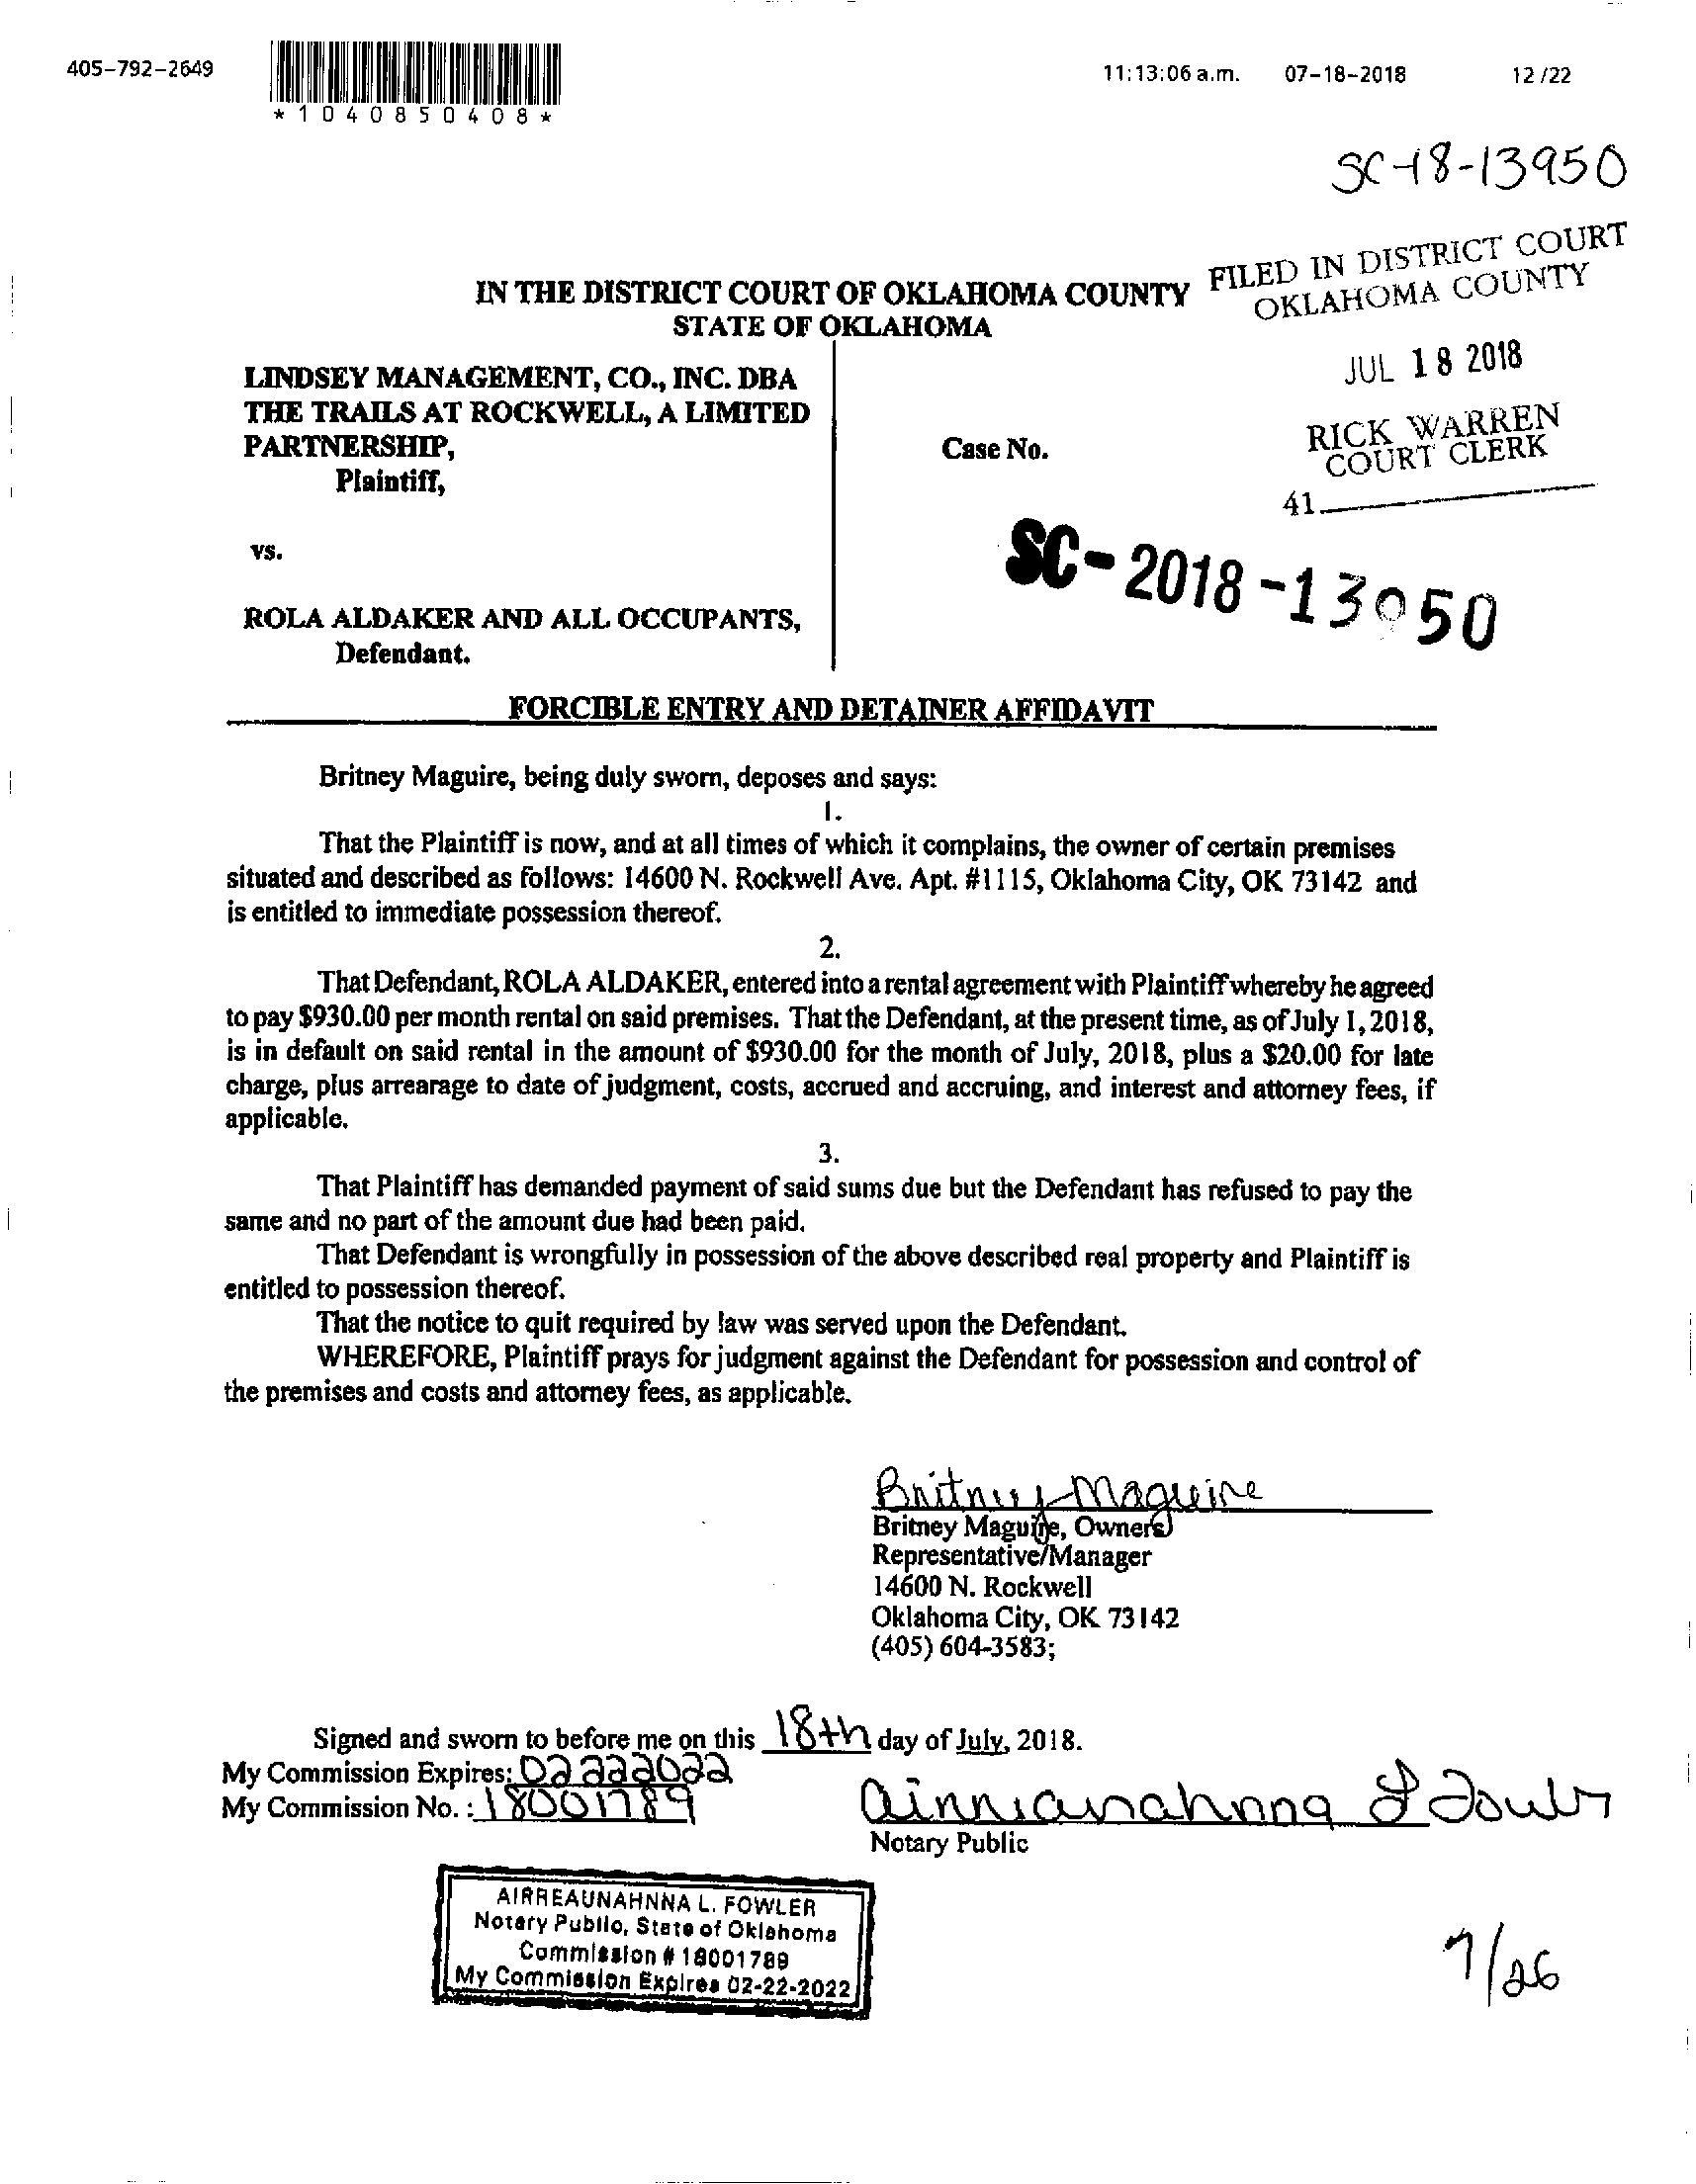 405-792-2649
11:13:06 a.m. 07-18-2018 12 /22
*1040850408*
SC-18-13950
FILED IN DISTRICT COURT
OKLAHOMA COUNTY
IN THE DISTRICT COURT OF OKLAHOMA COUNTY
STATE OF OKLAHOMA
JUL 18 2018
RICK WARREN
COURT CLERK
41
LINDSEY MANAGEMENT, CO., INC. DBA
THE TRAILS AT ROCKWELL, A LIMITED
PARTNERSHIP,
Plaintiff,
Case No.
SC-2018-13950
vs.
ROLA ALDAKER AND ALL OCCUPANTS,
Defendant.
FORCIBLE ENTRY AND DETAINER AFFIDAVIT
Britney Maguire, being duly sworn, deposes and says:
1.
That the Plaintiff is now, and at all times of which it complains, the owner of certain premises
situated and described as follows: 14600 N. Rockwell Ave. Apt. #1115, Oklahoma City, OK 73142 and
is entitled to immediate possession thereof.
2.
That Defendant, ROLA ALDAKER, entered into a rental agreement with Plaintiff whereby he agreed
to pay $930.00 per month rental on said premises. That the Defendant, at the present time, as of July 1, 2018,
is in default on said rental in the amount of $930.00 for the month of July, 2018, plus a $20.00 for late
charge, plus arrearage to date of judgment, costs, accrued and accruing, and interest and attorney fees, if
applicable.
3.
That Plaintiff has demanded payment of said sums due but the Defendant has refused to pay the
same and no part of the amount due had been paid.
That Defendant is wrongfully in possession of the above described real property and Plaintiff is
entitled to possession thereof.
That the notice to quit required by law was served upon the Defendant.
WHEREFORE, Plaintiff prays for judgment against the Defendant for possession and control of
the premises and costs and attorney fees, as applicable.
Britney Maguire
Britney Maguire, Owners
Representative/Manager
14600 N. Rockwell
Oklahoma City, OK 73142
(405) 604-3583;
Signed and sworn to before me on this 18th day of July, 2018.
My Commission Expires: 02222022
My Commission No. : 18001789
Notary Public
AIRREAUNAHNNA L. FOWLER
Notary Public, State of Oklahoma
Commission # 18001789
My Commission Expires 02-22-2022
7/26